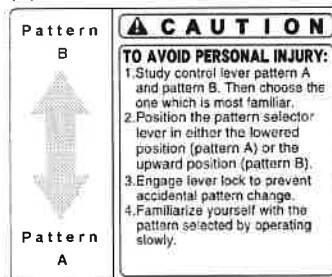 Pattern
B
Pattern
A
CAUTION
TO AVOID PERSONAL INJURY:
1.Study control lever pattern A
and pattern B. Then choose the
one which is most familiar.
2.Position the pattern selector
lever in either the lowered
position (pattern A) or the
upward position (pattern B).
3.Engage lever lock to prevent
accidental pattern change.
4.Familiarize yourself with the
pattern selected by operating
slowly.